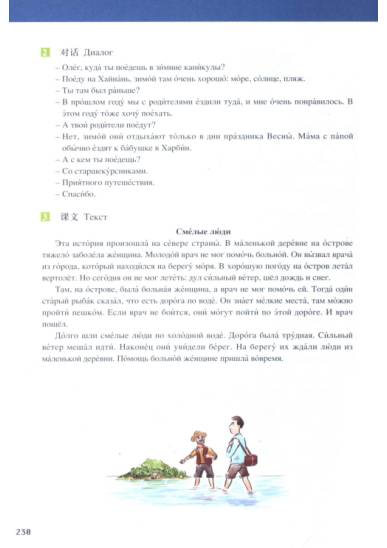 2 对话 Диалог
– Оле́г, куда́ ты пое́дешь в зи́мние кани́кулы?
– Пое́ду на Хайна́нь, зимо́й там о́чень хорошо́: мо́ре, со́лнце, пляж.
– Ты там был ра́ньше?
– В про́шлом году́ мы с роди́телями е́здили туда́, и мне о́чень понра́вилось. В
э́том году́ то́же хочу́ пое́хать.
– А твои́ роди́тели пое́дут?
– Нет, зимо́й они́ отдыха́ют то́лько в дни пра́здника Весны́. Ма́ма с па́пой
обы́чно е́здят к ба́бушке в Харби́н.
– А с кем ты пое́дешь?
– Со старшеку́рсниками.
– Прия́тного путеше́ствия.
– Спаси́бо.
3 课文 Текст
Сме́лые лю́ди
Э́та исто́рия произошла́ на се́вере страны́. В ма́ленькой дере́вне на о́строве
тяжело́ заболе́ла же́нщина. Молодо́й врач не мог помо́чь больно́й. Он вы́звал врача́
из го́рода, кото́рый находи́лся на берегу́ мо́ря. В хоро́шую пого́ду на о́стров лета́л
вертолёт. Но сего́дня он не мог лете́ть: дул си́льный ве́тер, шёл дождь и снег.
Там, на о́строве, была́ больна́я же́нщина, а врач не мог помо́чь ей. Тогда́ оди́н
ста́рый рыба́к сказа́л, что есть доро́га по воде́. Он зна́ет ме́лкие места́, там мо́жно
пройти́ пешко́м. Е́сли врач не бои́тся, они́ мо́гут пойти́ по э́той доро́ге. И врач
пошёл.
До́лго шли сме́лые лю́ди по холо́дной воде́. Доро́га была́ тру́дная. Си́льный
ве́тер меша́л идти́. Наконе́ц они́ уви́дели бе́рег. На берегу́ их жда́ли лю́ди из
ма́ленькой дере́вни. По́мощь больно́й же́нщине пришла́ во́время.
238